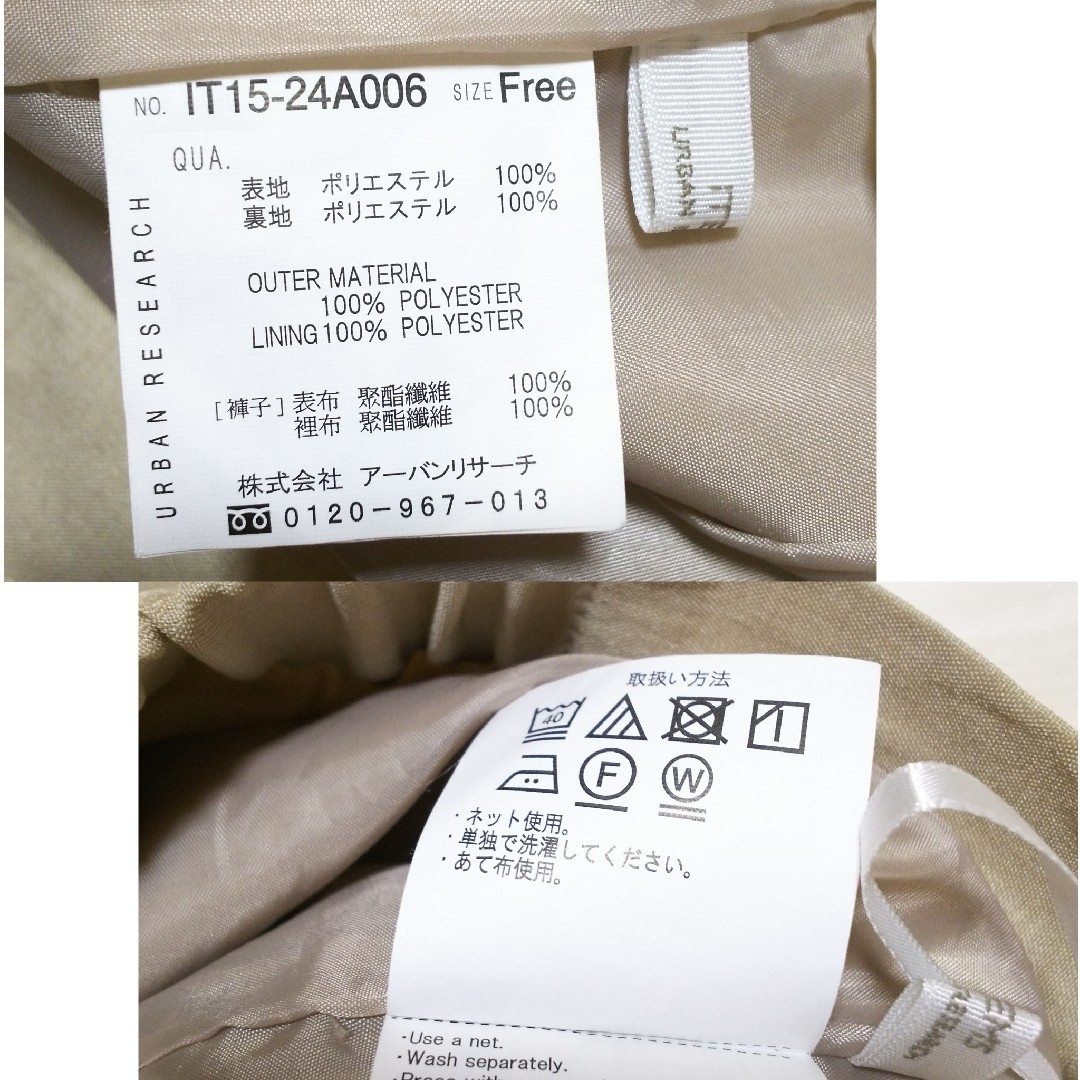 NO. IT15-24A006 SIZE Free
QUA.
表地 ポリエステル 100%
裏地 ポリエステル 100%
OUTER MATERIAL
100% POLYESTER
LINING 100% POLYESTER
[褲子] 表布 聚酯纖維 100%
裡布 聚酯纖維 100%
株式会社 アーバンリサーチ
0120-967-013
URBAN RESEARCH
URBAN
取扱い方法
40
F W
・ネット使用。
・単独で洗濯してください。
・あて布使用。
・Use a net.
・Wash separately.